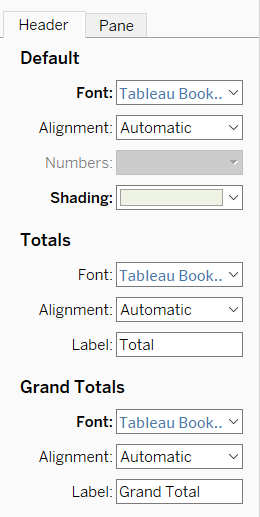 Header Pane
Default
Font: Tableau Book..
Alignment: Automatic
Numbers:
Shading:
Totals
Font: Tableau Book..
Alignment: Automatic
Label: Total
Grand Totals
Font: Tableau Book..
Alignment: Automatic
Label: Grand Total